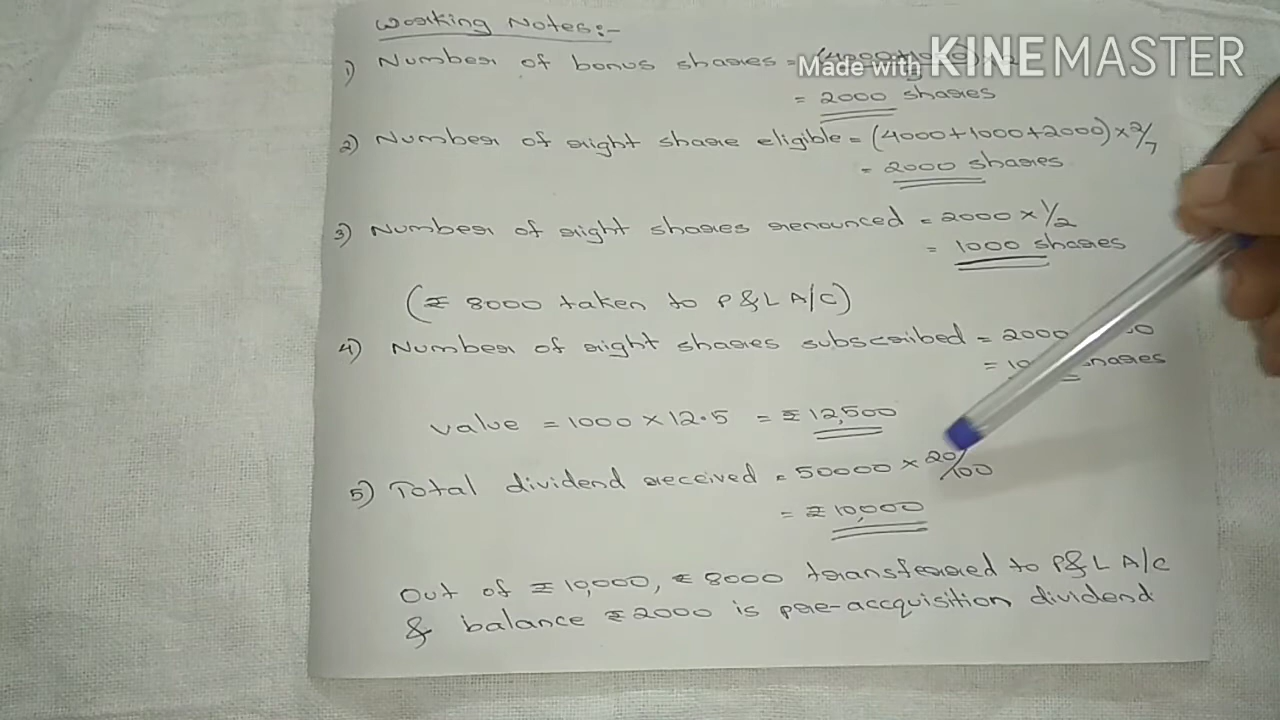 Working Notes:-
1) Number of bonus shares =
Made with KINEMASTER
= 2000 shares
2) Number of right share eligible = (4000+1000+2000) × 2/7
= 2000 shares
3) Number of right shares renounced = 2000 × 1/2
= 1000 shares
(₹ 8000 taken to P&L A/C)
4) Number of right shares subscribed = 2000
= shares
value = 1000 × 12.5 = ₹ 12,500
5) Total dividend received = 50000 × 20/100
= ₹ 10,000
Out of ₹ 10,000, ₹ 8000 transferred to P&L A/C
& balance ₹ 2000 is pre-accquisition dividend